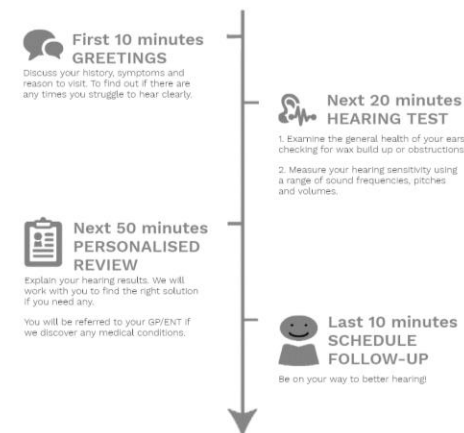 First 10 minutes
GREETINGS
Discuss your history, symptoms and
reason to visit. To find out if there are
any times you struggle to hear clearly.
Next 20 minutes
HEARING TEST
1. Examine the general health of your ears
checking for wax build up or obstructions
2. Measure your hearing sensitivity using
a range of sound frequencies, pitches
and volumes.
Next 50 minutes
PERSONALISED
REVIEW
Explain your hearing results. We will
work with you to find the right solution
if you need any.
You will be referred to your GP/ENT if
we discover any medical conditions.
Last 10 minutes
SCHEDULE
FOLLOW-UP
Be on your way to better hearing!